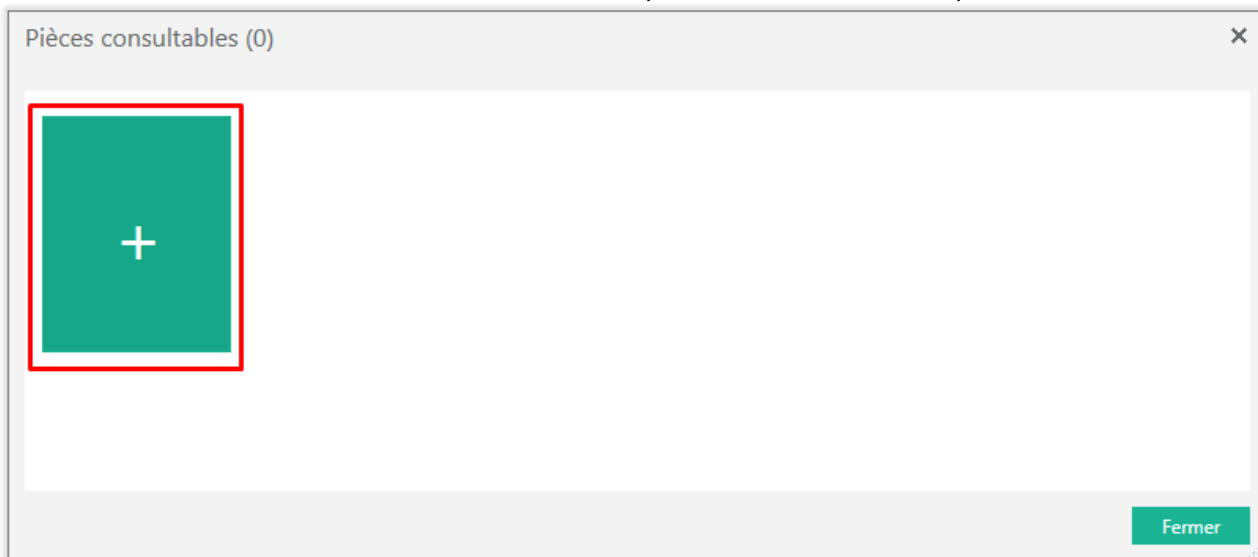 Pièces consultables (0)
+
Fermer